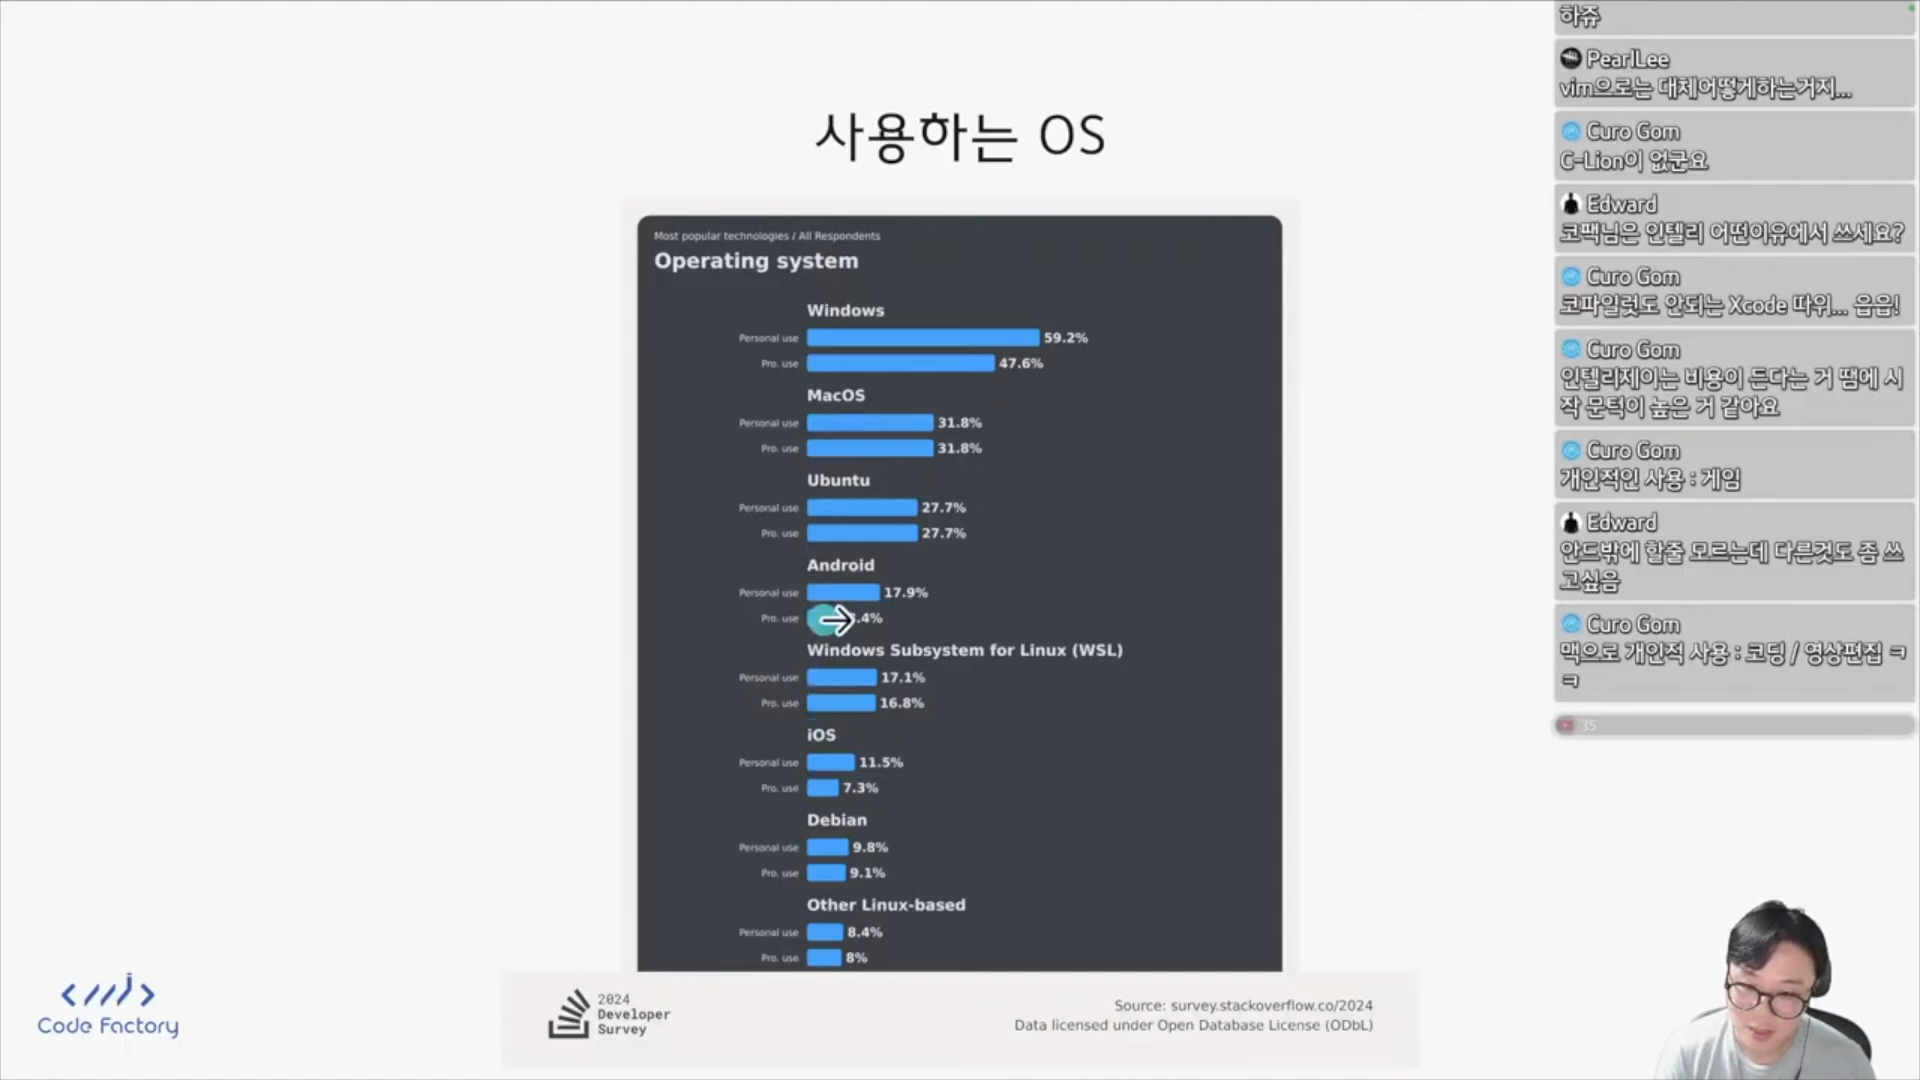 사용하는 OS
Most popular technologies / All Respondents
Operating system
Windows
Personal use 59.2%
Pro. use 47.6%
MacOS
Personal use 31.8%
Pro. use 31.8%
Ubuntu
Personal use 27.7%
Pro. use 27.7%
Android
Personal use 17.9%
Pro. use .4%
Windows Subsystem for Linux (WSL)
Personal use 17.1%
Pro. use 16.8%
iOS
Personal use 11.5%
Pro. use 7.3%
Debian
Personal use 9.8%
Pro. use 9.1%
Other Linux-based
Personal use 8.4%
Pro. use 8%
2024
Developer
Survey
Source: survey.stackoverflow.co/2024
Data licensed under Open Database License (ODbL)
Code Factory
하쥬
PearlLee
vim으로는 대체어떻게하는거지...
Curo Gom
C-Lion이 없군요
Edward
코팩님은 인텔리 어떤이유에서 쓰세요?
Curo Gom
코파일럿도 안되는 Xcode 따위... 읍읍!
Curo Gom
인텔리제이는 비용이 든다는 거 땜에 시
작 문턱이 높은 거 같아요
Curo Gom
개인적인 사용 : 게임
Edward
안드밖에 할줄 모르는데 다른것도 좀 쓰
고싶음
Curo Gom
맥으로 개인적 사용 : 코딩 / 영상편집 ㅋ
ㅋ
35